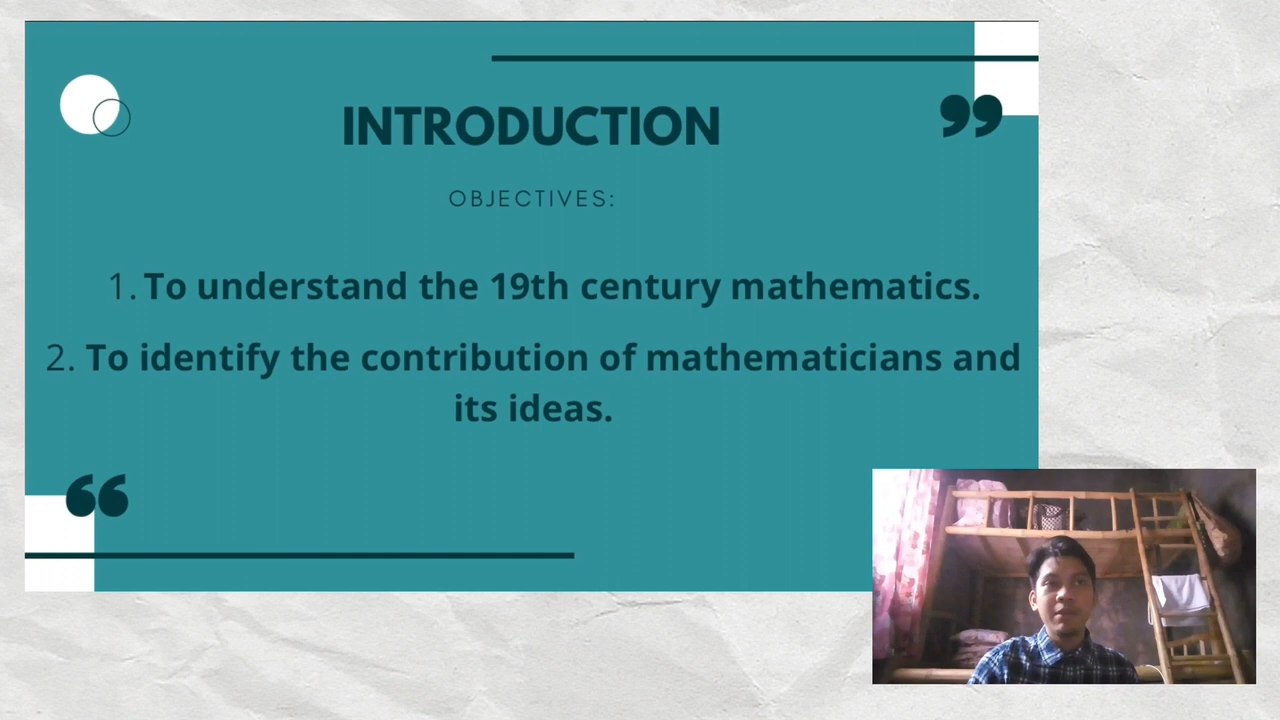 INTRODUCTION
OBJECTIVES:
1. To understand the 19th century mathematics.
2. To identify the contribution of mathematicians and
its ideas.